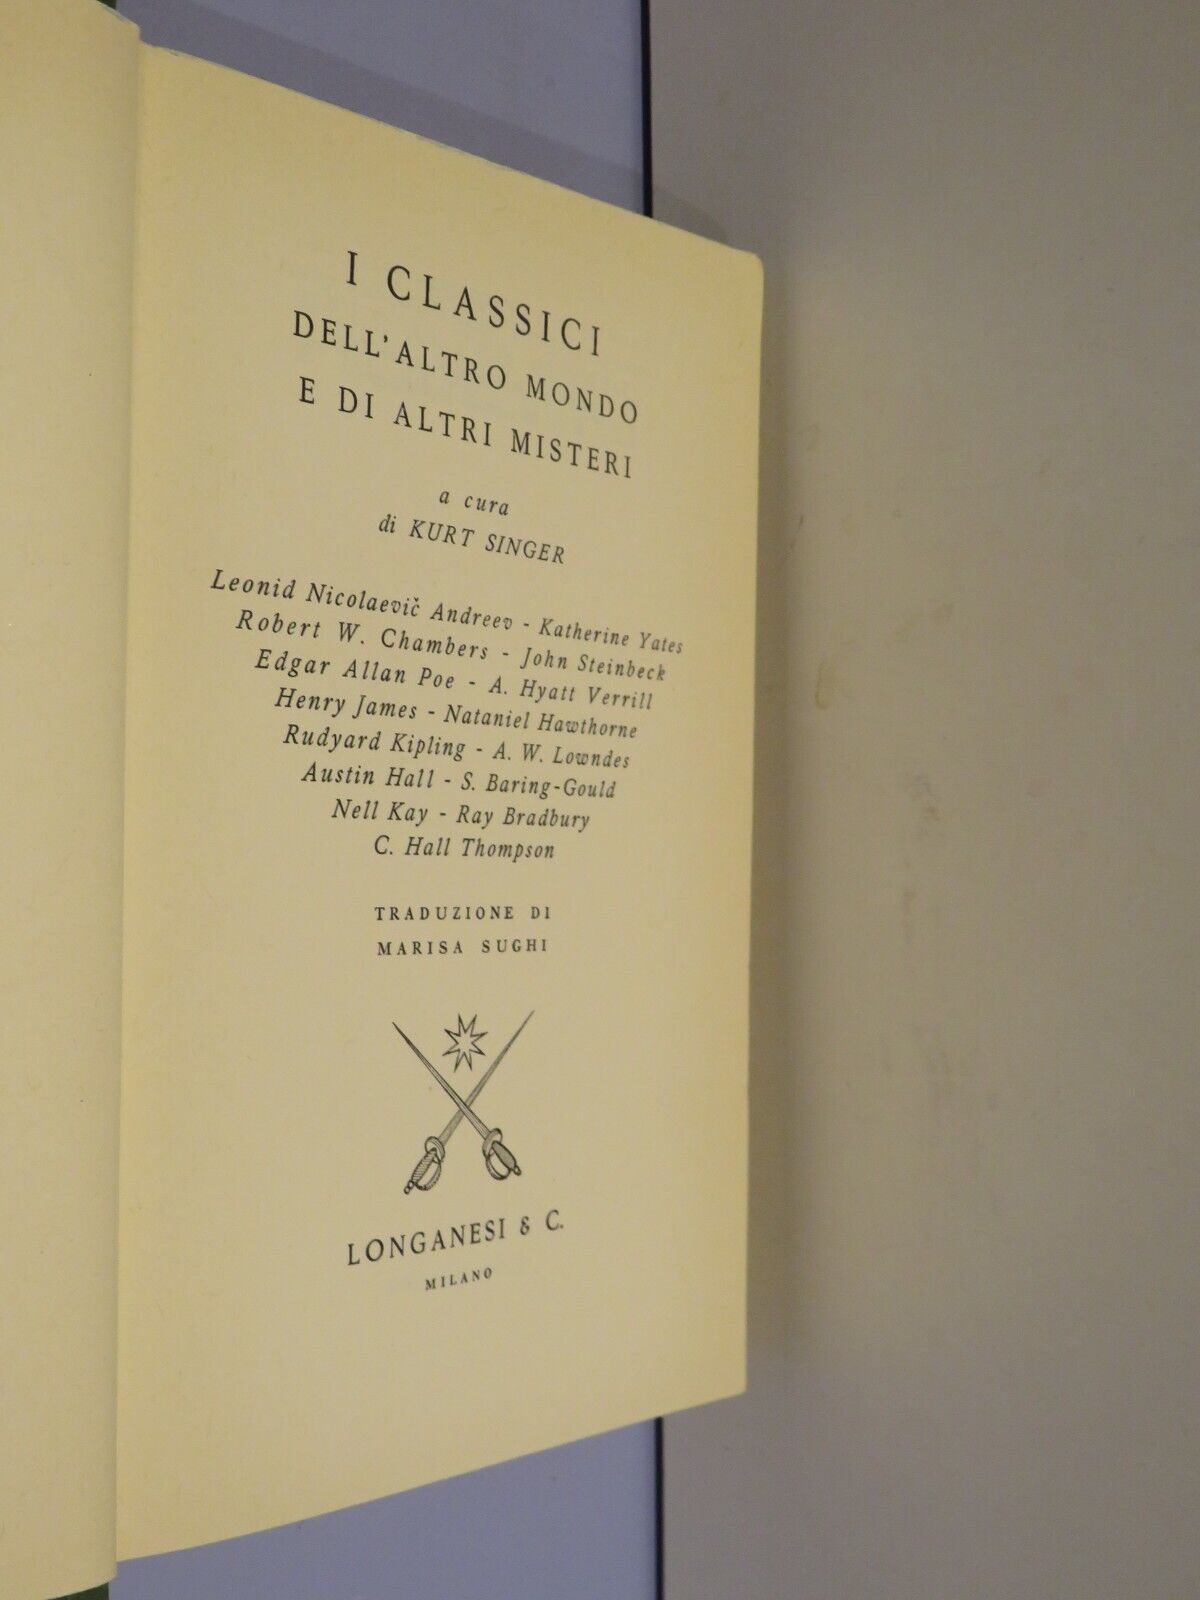 I CLASSICI
DELL'ALTRO MONDO
E DI ALTRI MISTERI
a cura
di KURT SINGER
Leonid Nicolaevič Andreev - Katherine Yates
Robert W. Chambers - John Steinbeck
Edgar Allan Poe - A. Hyatt Verrill
Henry James - Nataniel Hawthorne
Rudyard Kipling - A. W. Lowndes
Austin Hall - S. Baring-Gould
Nell Kay - Ray Bradbury
C. Hall Thompson
TRADUZIONE DI
MARISA SUGHI
LONGANESI & C.
MILANO